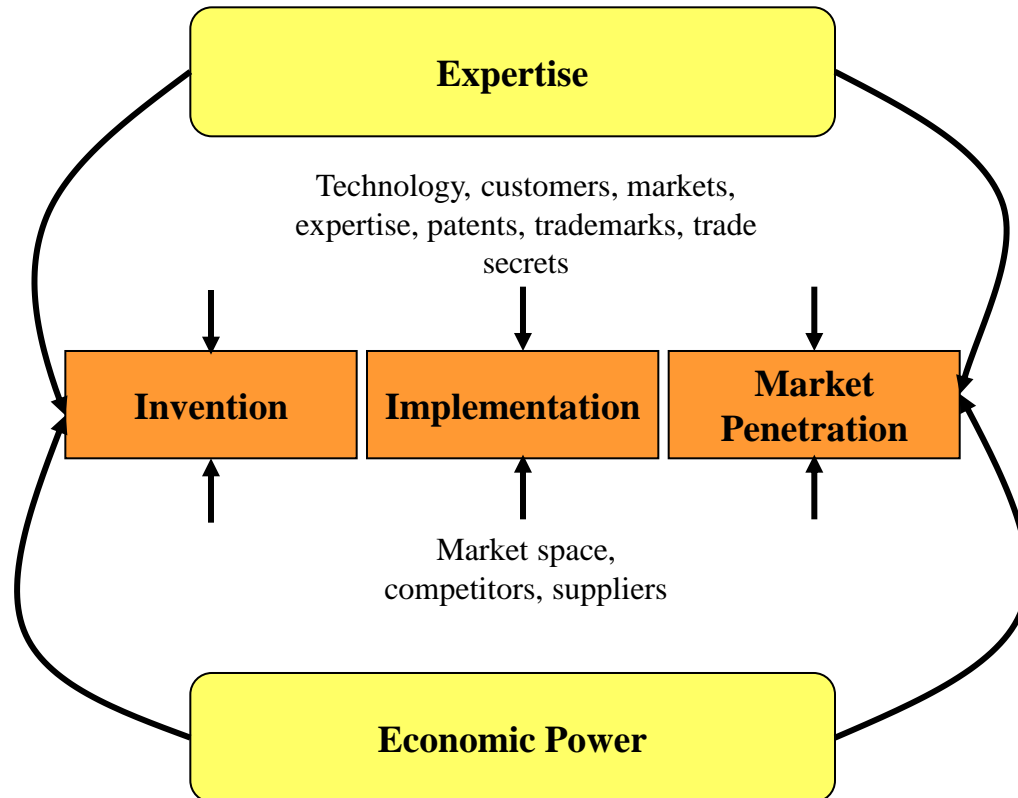 Expertise
Technology, customers, markets,
expertise, patents, trademarks, trade
secrets
Invention
Implementation
Market
Penetration
Market space,
competitors, suppliers
Economic Power